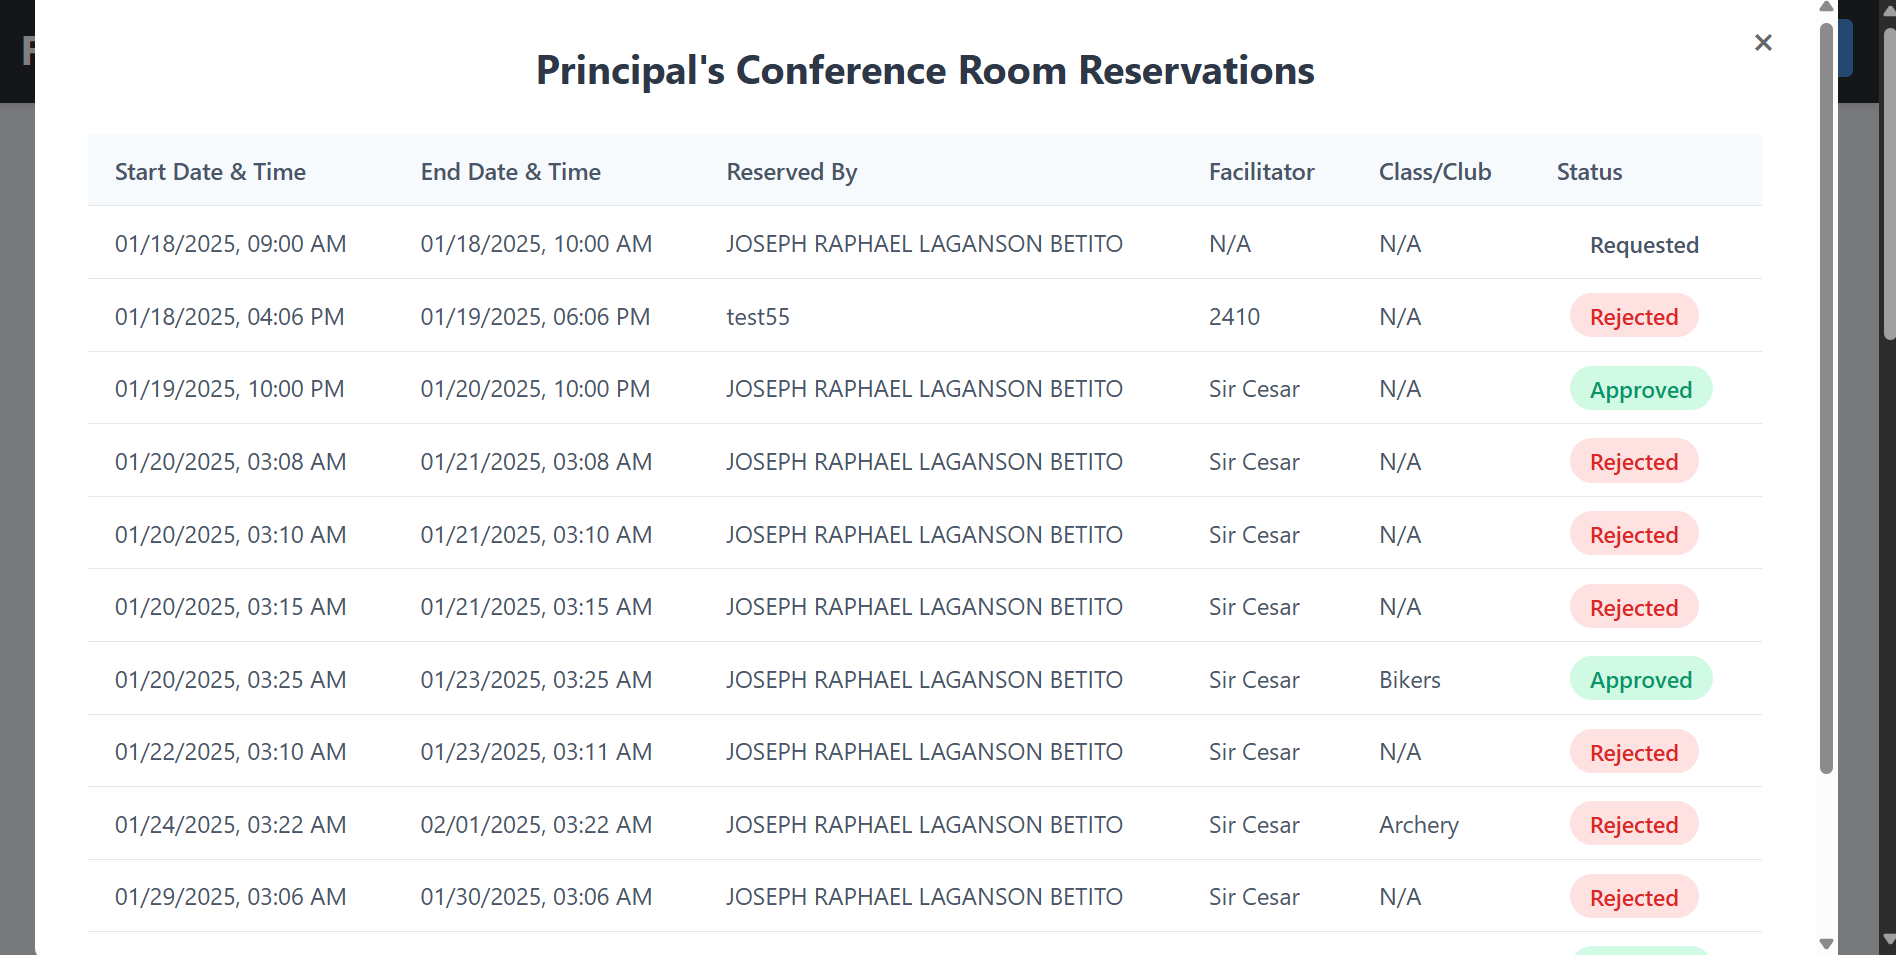 Principal's Conference Room Reservations
×
Start Date & Time End Date & Time Reserved By Facilitator Class/Club Status
01/18/2025, 09:00 AM 01/18/2025, 10:00 AM JOSEPH RAPHAEL LAGANSON BETITO N/A N/A Requested
01/18/2025, 04:06 PM 01/19/2025, 06:06 PM test55 2410 N/A Rejected
01/19/2025, 10:00 PM 01/20/2025, 10:00 PM JOSEPH RAPHAEL LAGANSON BETITO Sir Cesar N/A Approved
01/20/2025, 03:08 AM 01/21/2025, 03:08 AM JOSEPH RAPHAEL LAGANSON BETITO Sir Cesar N/A Rejected
01/20/2025, 03:10 AM 01/21/2025, 03:10 AM JOSEPH RAPHAEL LAGANSON BETITO Sir Cesar N/A Rejected
01/20/2025, 03:15 AM 01/21/2025, 03:15 AM JOSEPH RAPHAEL LAGANSON BETITO Sir Cesar N/A Rejected
01/20/2025, 03:25 AM 01/23/2025, 03:25 AM JOSEPH RAPHAEL LAGANSON BETITO Sir Cesar Bikers Approved
01/22/2025, 03:10 AM 01/23/2025, 03:11 AM JOSEPH RAPHAEL LAGANSON BETITO Sir Cesar N/A Rejected
01/24/2025, 03:22 AM 02/01/2025, 03:22 AM JOSEPH RAPHAEL LAGANSON BETITO Sir Cesar Archery Rejected
01/29/2025, 03:06 AM 01/30/2025, 03:06 AM JOSEPH RAPHAEL LAGANSON BETITO Sir Cesar N/A Rejected